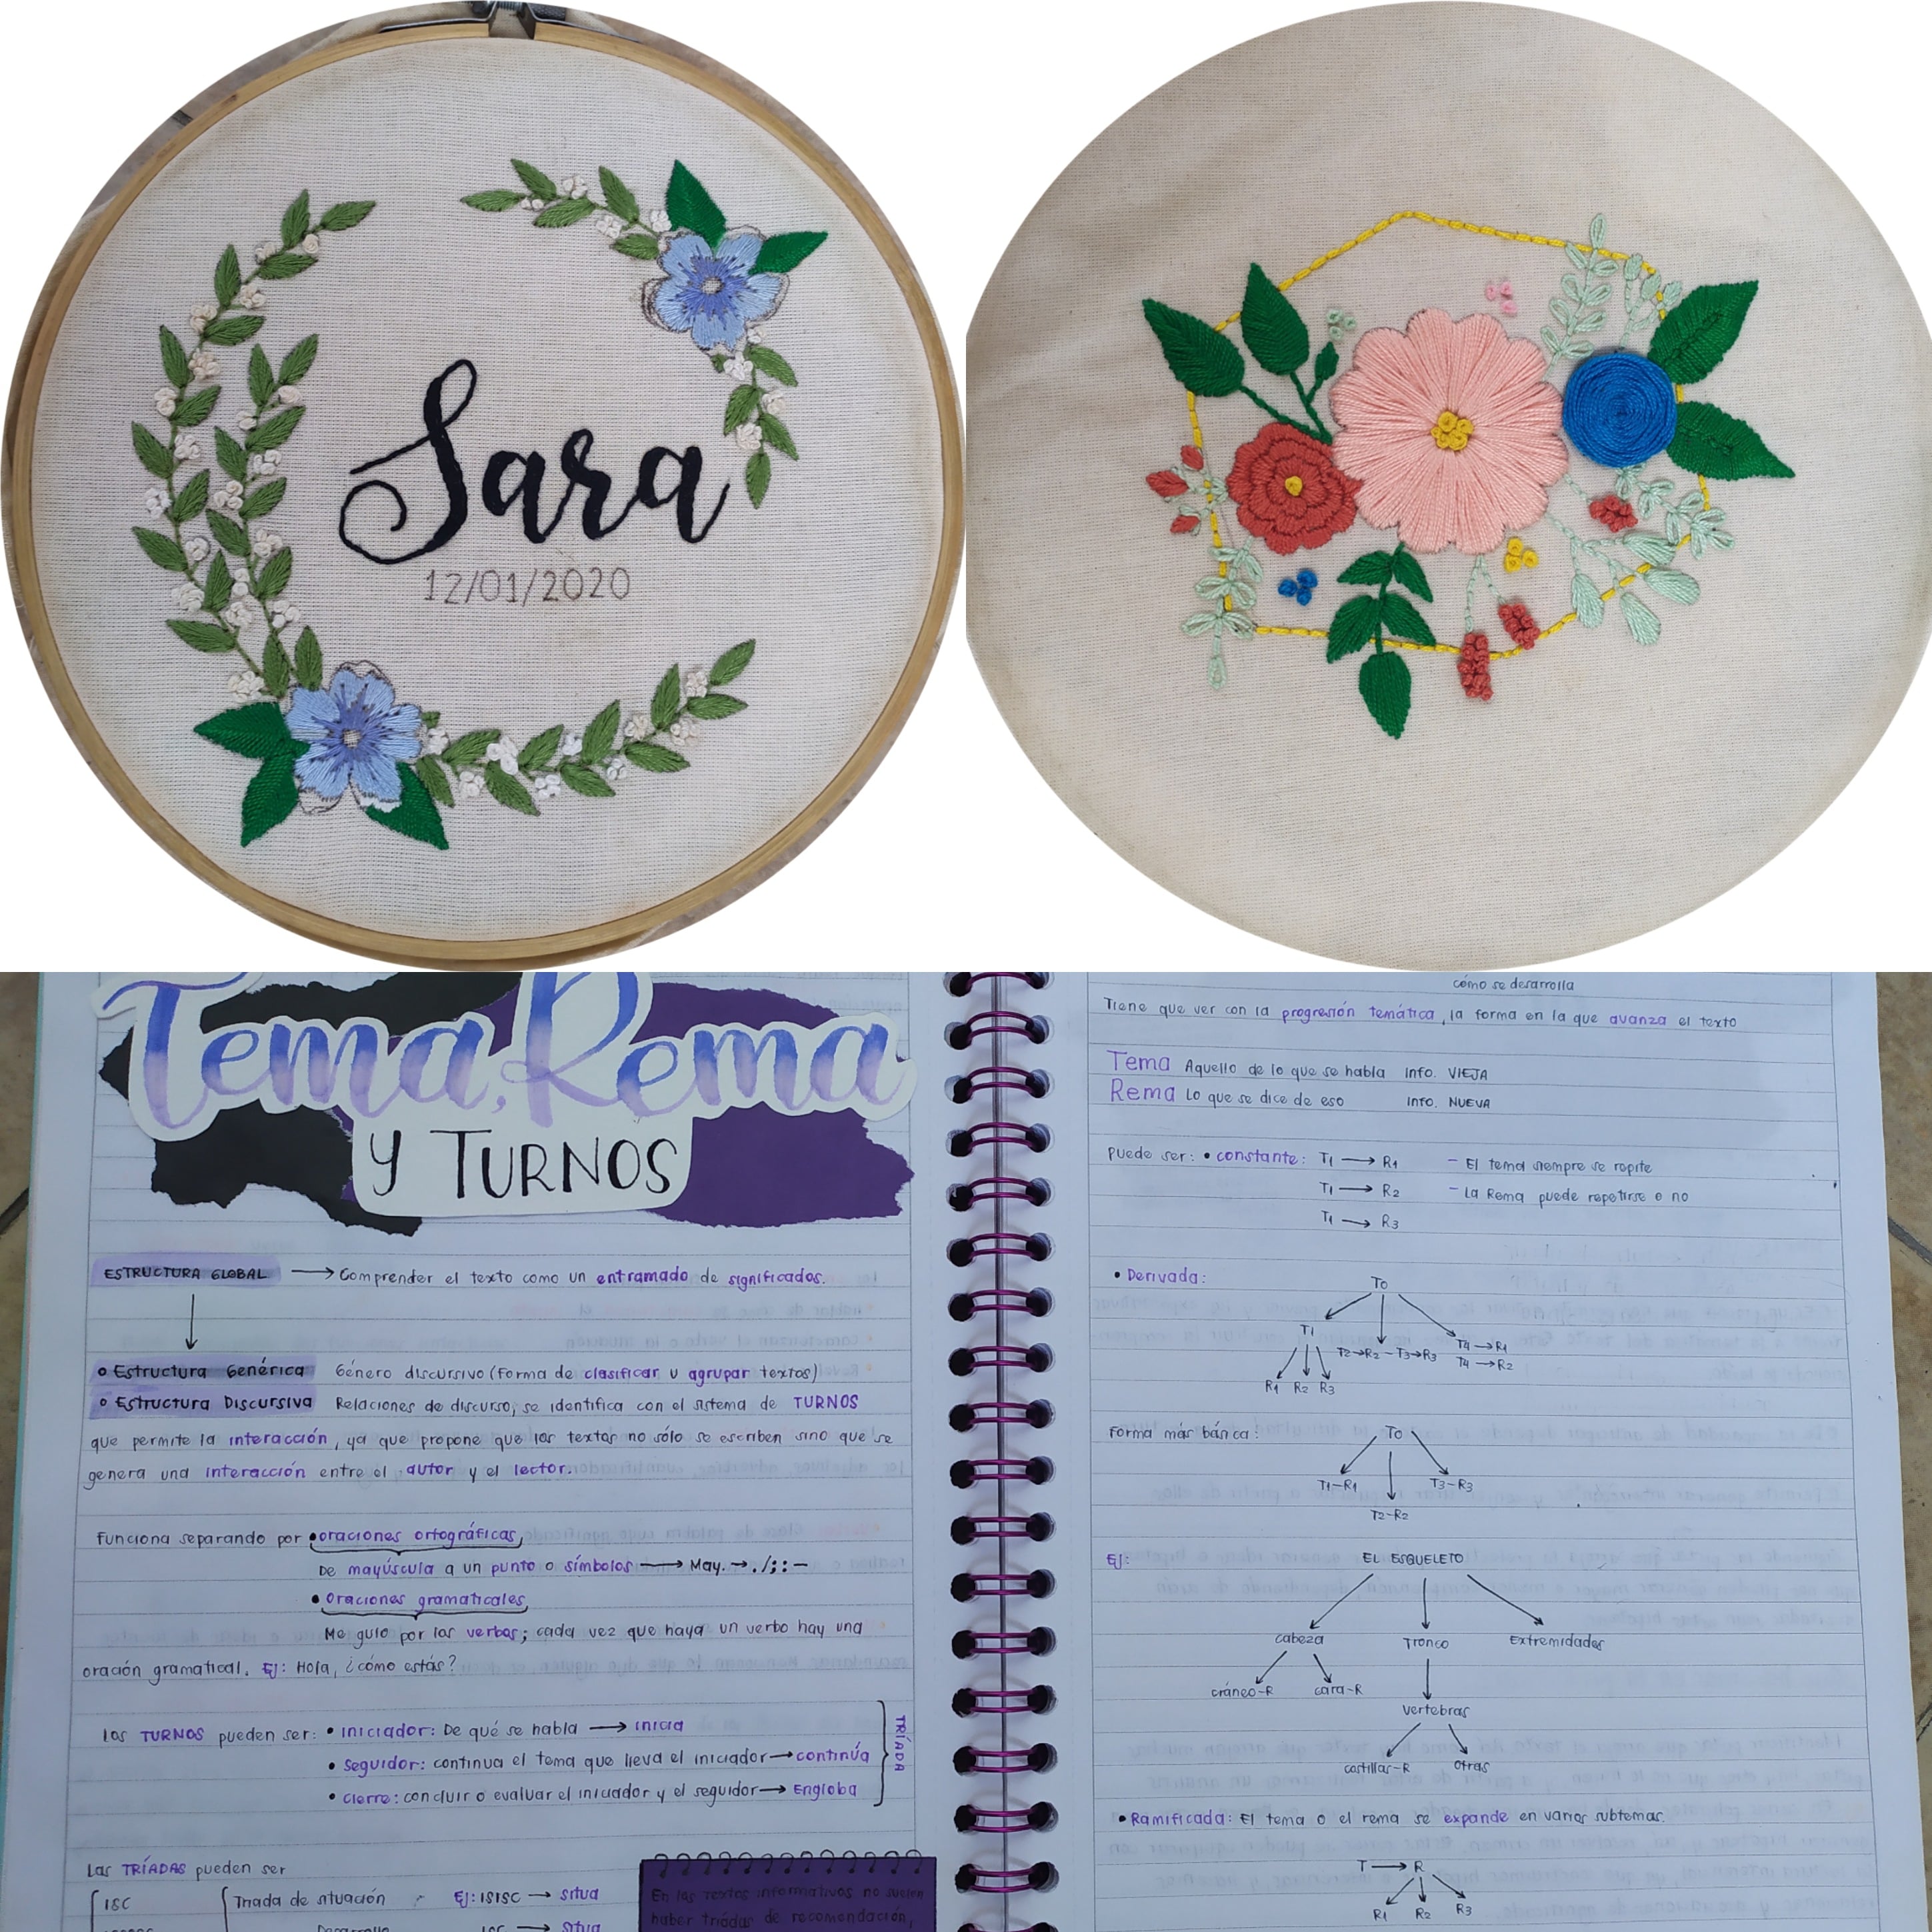 Sara
12/01/2020
Tema, Rema
y TURNOS
ESTRUCTURA GLOBAL → Comprender el texto como un entramado de significados.
• Estructura Genérica Género discursivo (forma de clasificar y agrupar textos)
• Estructura Discursiva Relaciones de discurso, se identifica con el sistema de TURNOS
que permite la interacción, ya que propone que los textos no sólo se escriben sino que se
genera una interacción entre el autor y el lector.
Funciona separando por • oraciones ortográficas
De mayúscula a un punto o símbolos → May. → . / ; : –
• Oraciones gramaticales
Me guío por los verbos; cada vez que haya un verbo hay una
oración gramatical. Ej: Hola, ¿cómo estás?
Los TURNOS pueden ser: • iniciador: De qué se habla → inicia
• Seguidor: continua el tema que lleva el iniciador → continúa
• cierre: concluir o evaluar el iniciador y el seguidor → Engloba
TRÍADA
Las TRÍADAS pueden ser
ISC Triada de situación Ej: ISISC → situa
Desarrollo ISC → Situa
En los textos informativos no suelen
haber tríadas de recomendación,
cómo se desarrolla
Tiene que ver con la progresión temática, la forma en la que avanza el texto
Tema Aquello de lo que se habla Info. VIEJA
Rema Lo que se dice de eso Info. NUEVA
Puede ser: • constante: T1 → R1 – El tema siempre se repite
T1 → R2 – La Rema puede repetirse o no
T1 → R3
• Derivada: To
T1 T2→R2 – T3→R3 T4 → R1
T4 → R2
R1 R2 R3
Forma más básica: To
T1–R1 T3–R3
T2–R2
Ej: EL ESQUELETO
cabeza Tronco Extremidades
cráneo-R cara-R
vertebras
costillas-R otras
• Ramificada: El tema o el rema se expande en varios subtemas.
T → R
R1 R2 R3